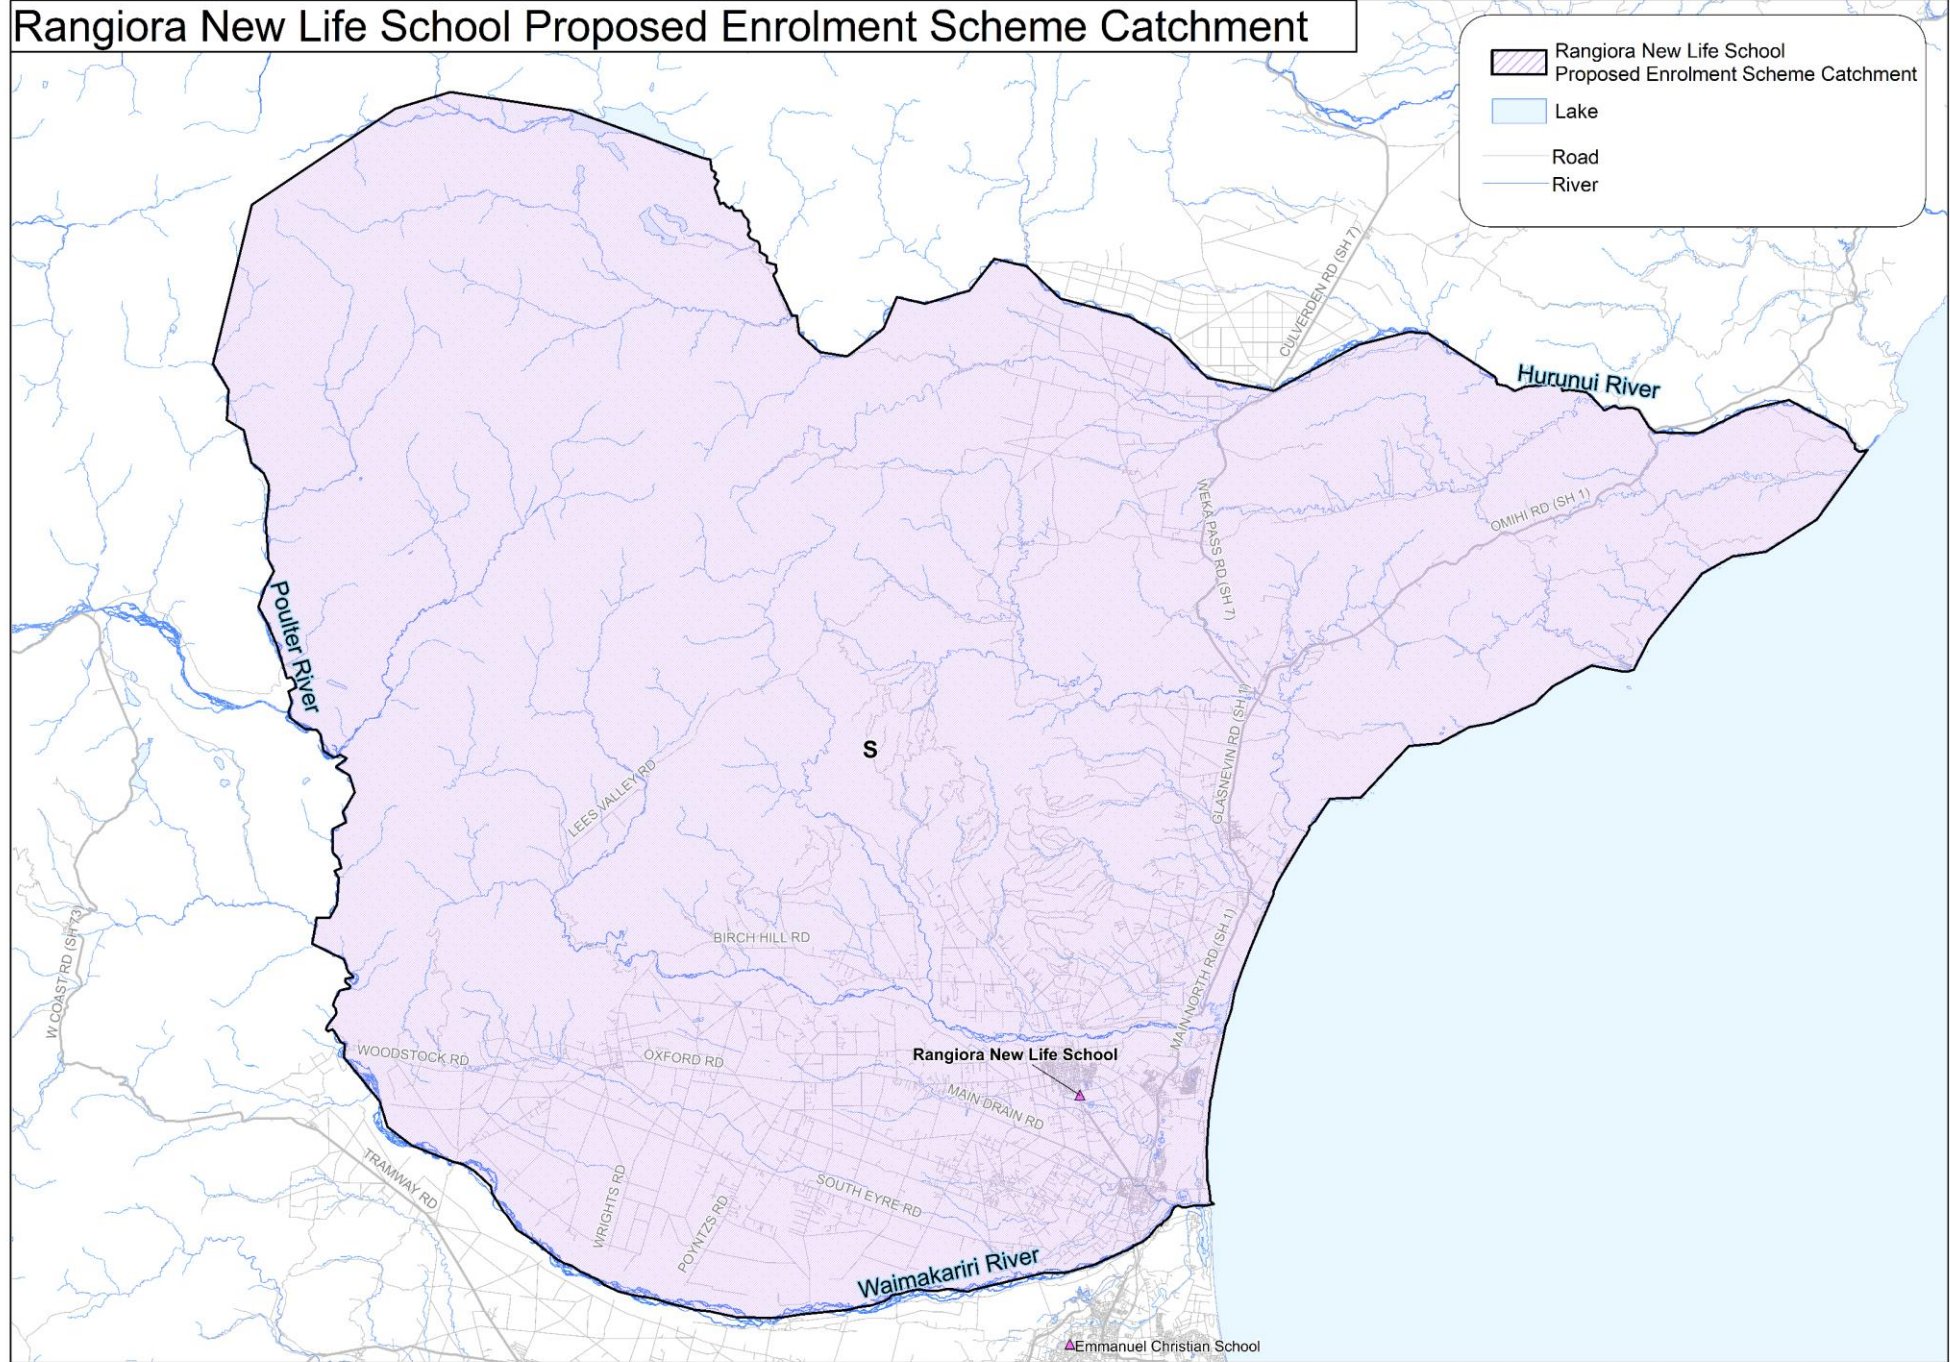 Rangiora New Life School Proposed Enrolment Scheme Catchment
Rangiora New Life School
Proposed Enrolment Scheme Catchment
Lake
Road
River
CULVERDEN RD (SH 7)
Hurunui River
WEKA PASS RD (SH 7)
OMIHI RD (SH 1)
Poulter River
GLASNEVIN RD (SH 1)
S
LEES VALLEY RD
W COAST RD (SH 73)
BIRCH HILL RD
MAIN NORTH RD (SH 1)
WOODSTOCK RD
OXFORD RD
Rangiora New Life School
MAIN DRAIN RD
TRAMWAY RD
WRIGHTS RD
POYNTZS RD
SOUTH EYRE RD
Waimakariri River
Emmanuel Christian School